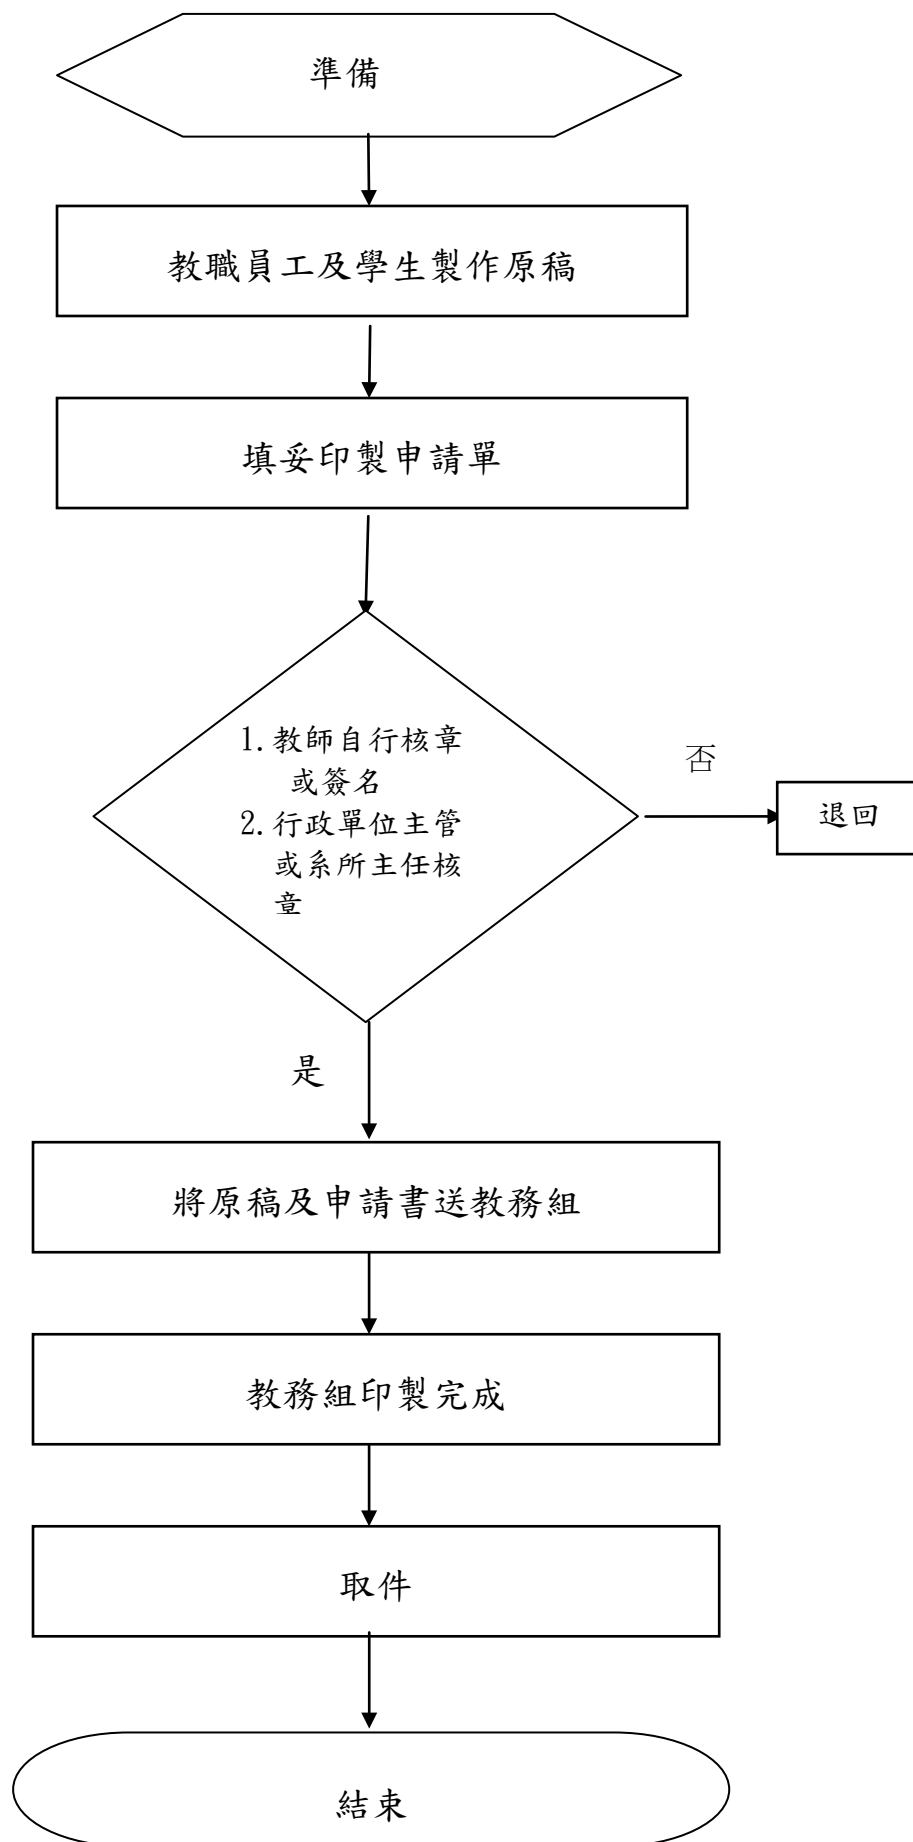 準備
教職員工及學生製作原稿
填妥印製申請單
1.教師自行核章
或簽名
2.行政單位主管
或系所主任核
章
否
退回
是
將原稿及申請書送教務組
教務組印製完成
取件
結束